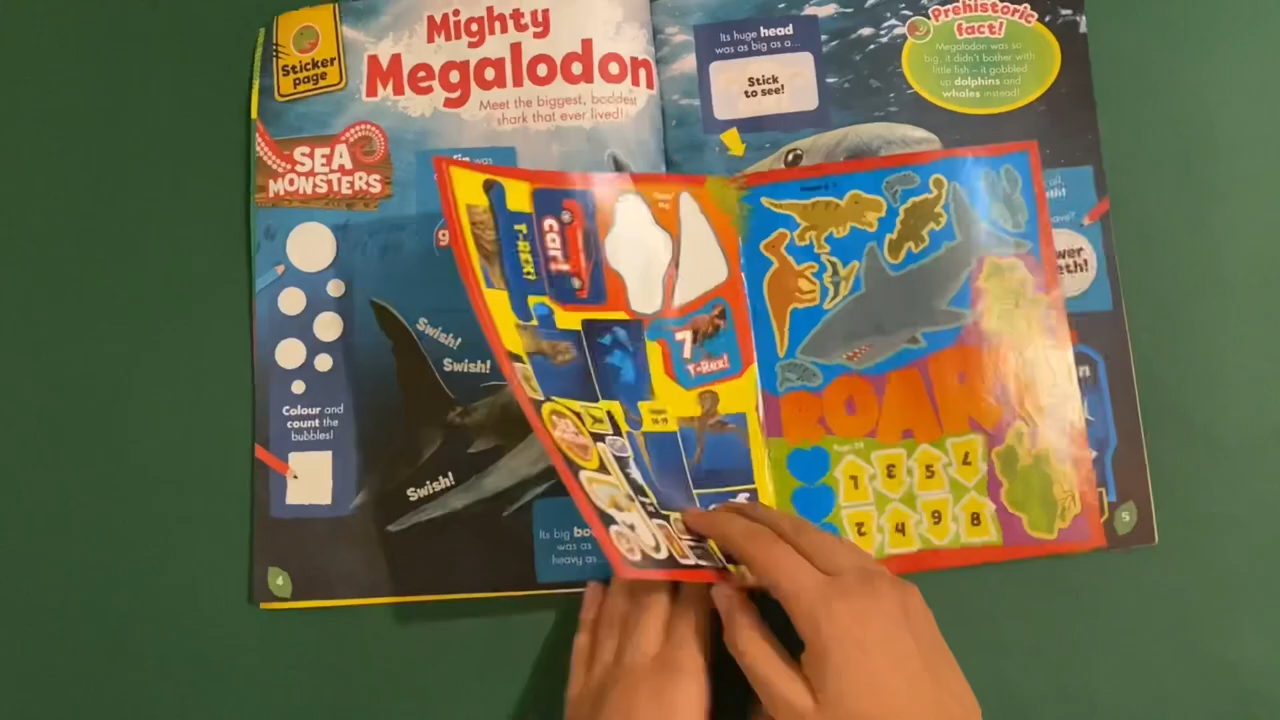 Sticker
page
Mighty
Megalodon
Meet the biggest, baddest
shark that ever lived!
SEA
MONSTERS
Colour and
count the
bubbles!
Swish!
Swish!
Swish!
Its big
was as
heavy as
4
was
Its huge head
was as big as a...
Stick
to see!
Prehistoric
fact!
Megalodon was so
big, it didn't bother with
little fish – it gobbled
up dolphins and
whales instead!
5
T-REX!
car!
7
T-REX!
ROAR
3 5 7
2 4 6 8